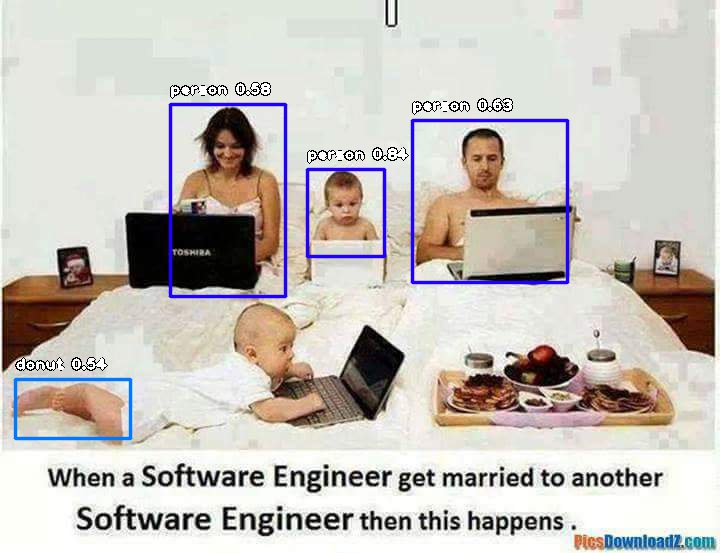 person 0.58
person 0.63
person 0.84
TOSHIBA
donut 0.54
When a Software Engineer get married to another
Software Engineer then this happens .
PicsDownloadZ.com